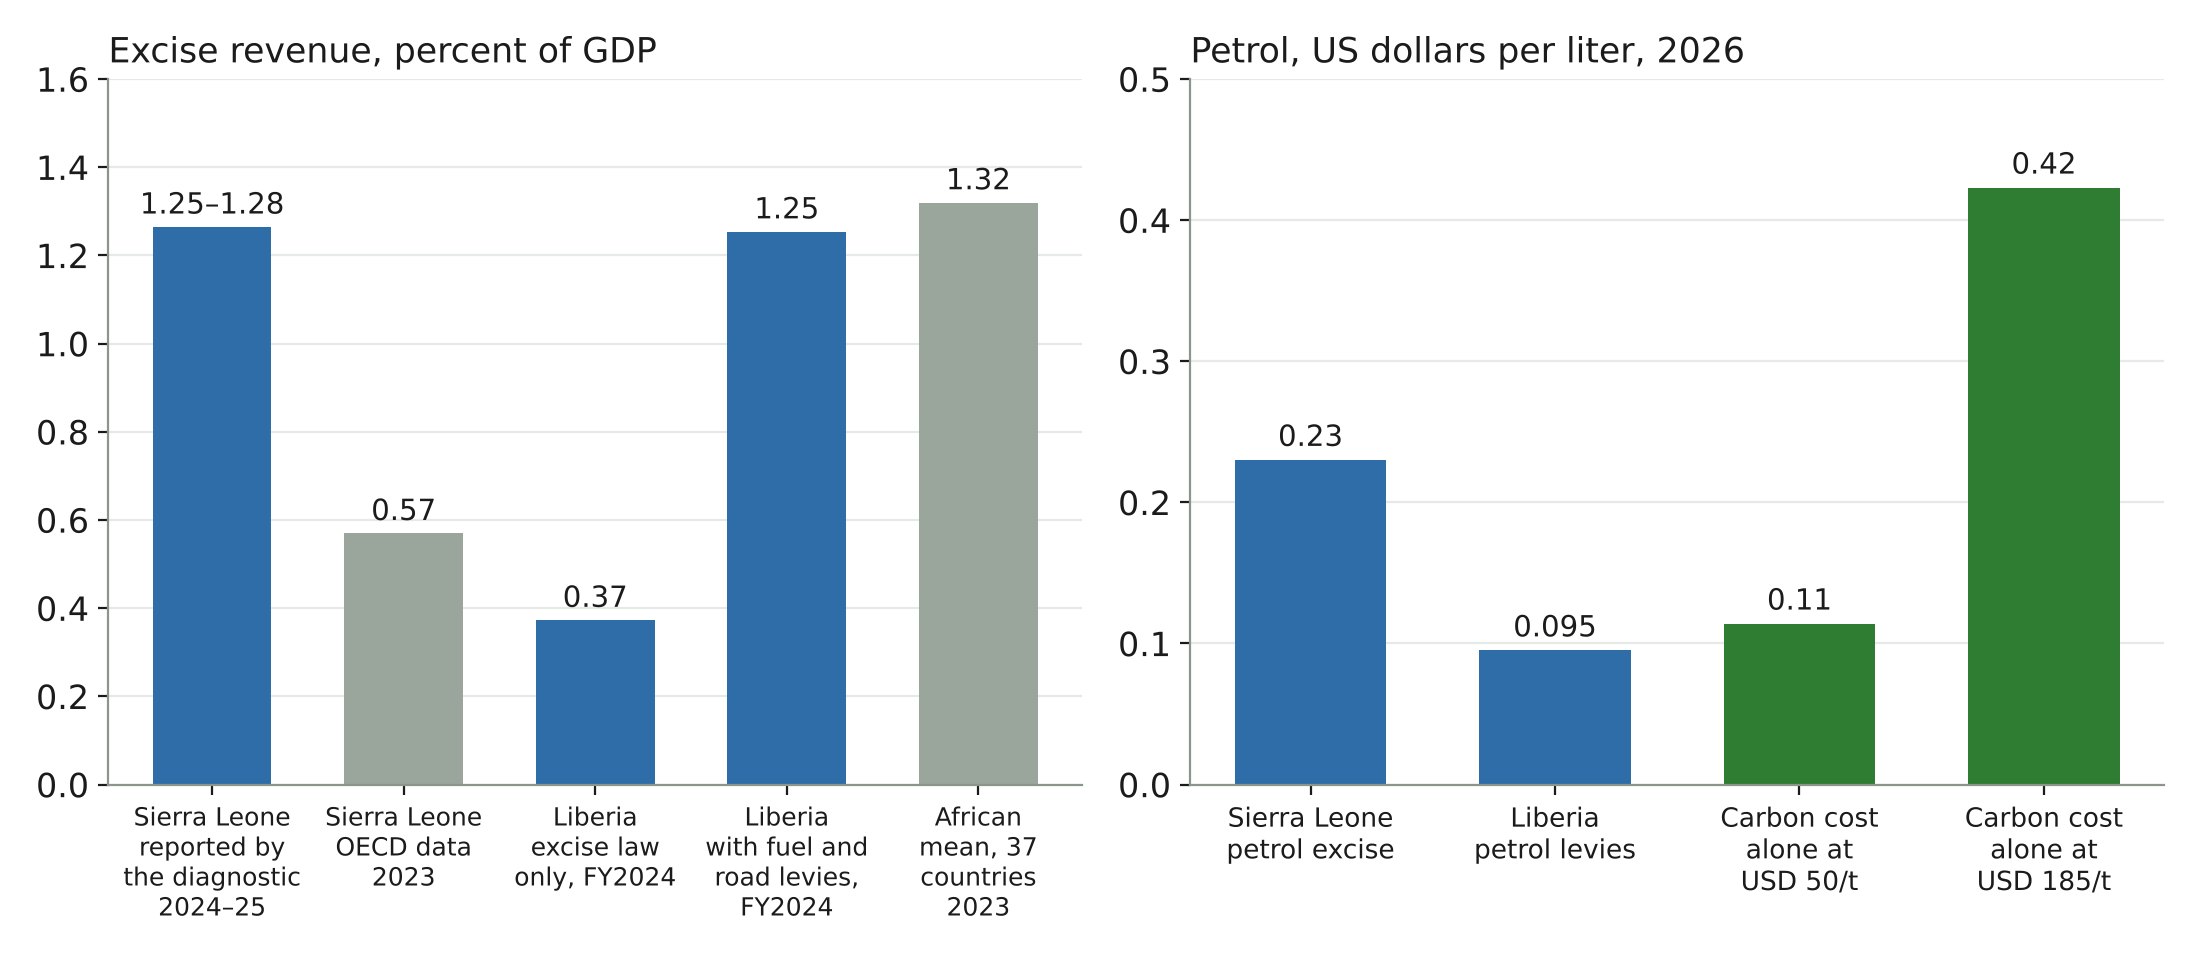 Excise revenue, percent of GDP
1.6
1.4
1.2
1.0
0.8
0.6
0.4
0.2
0.0
1.25–1.28
0.57
0.37
1.25
1.32
Sierra Leone
reported by
the diagnostic
2024–25
Sierra Leone
OECD data
2023
Liberia
excise law
only, FY2024
Liberia
with fuel and
road levies,
FY2024
African
mean, 37
countries
2023
Petrol, US dollars per liter, 2026
0.5
0.4
0.3
0.2
0.1
0.0
0.23
0.095
0.11
0.42
Sierra Leone
petrol excise
Liberia
petrol levies
Carbon cost
alone at
USD 50/t
Carbon cost
alone at
USD 185/t